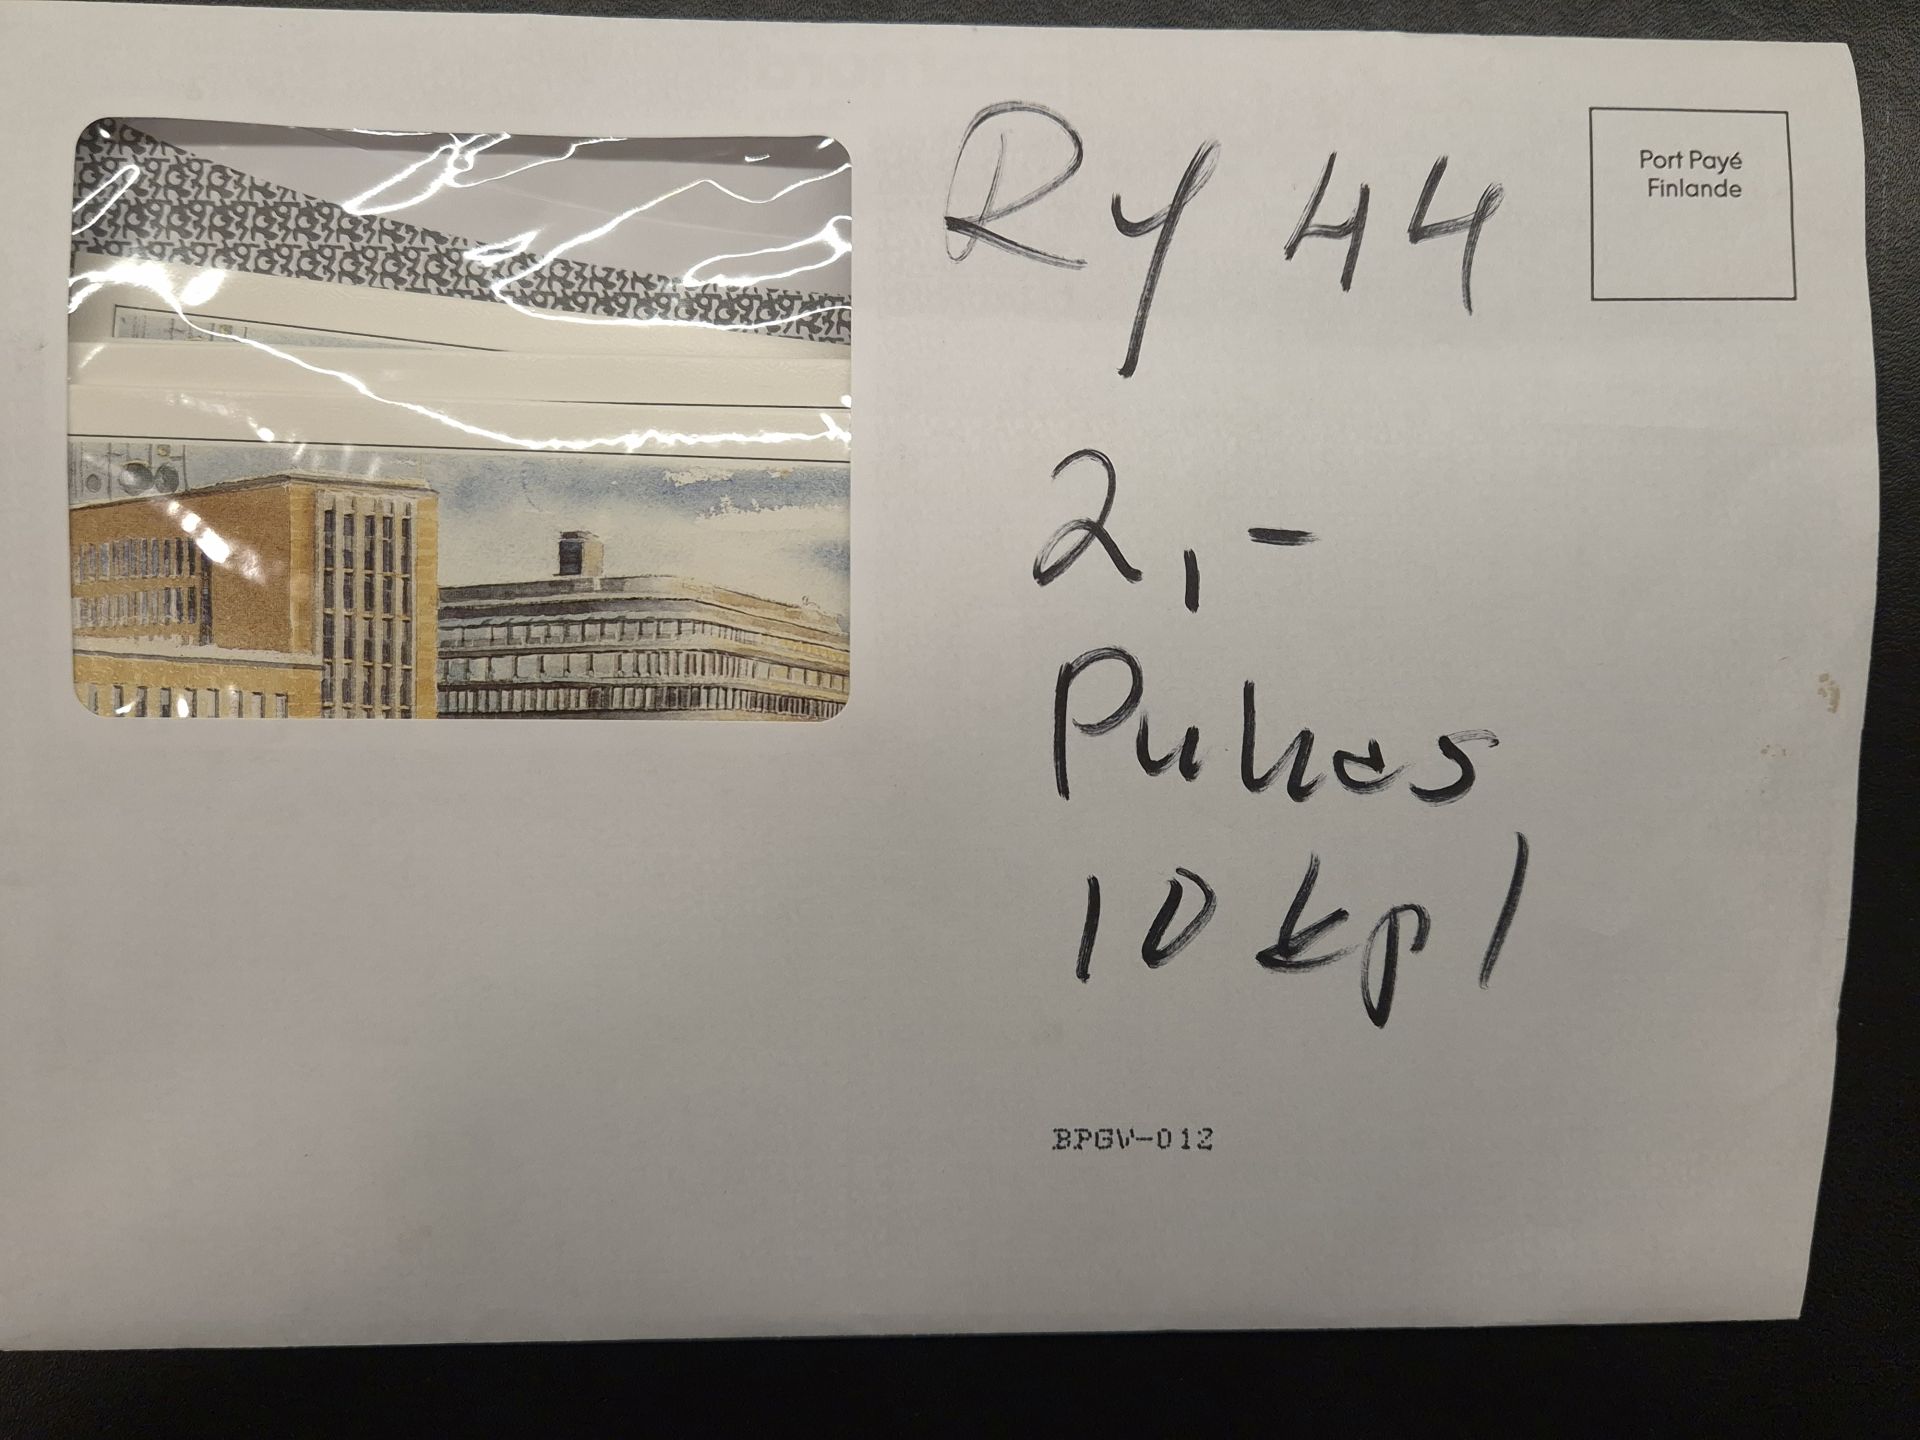 Ry 44
Port Payé
Finlande
2,-
Puhas
10 kpl
BPGV-012